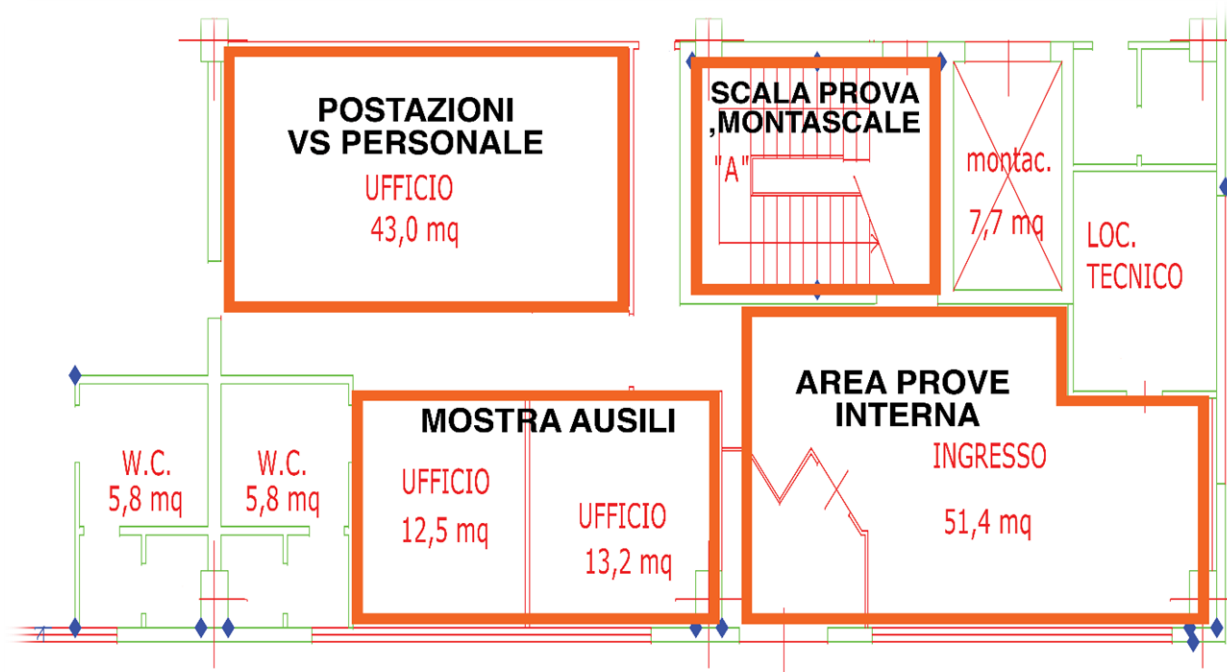 POSTAZIONI
VS PERSONALE
UFFICIO
43,0 mq
SCALA PROVA
,MONTASCALE
"A"
montac.
7,7 mq
LOC.
TECNICO
W.C.
5,8 mq
W.C.
5,8 mq
MOSTRA AUSILI
UFFICIO
12,5 mq
UFFICIO
13,2 mq
AREA PROVE
INTERNA
INGRESSO
51,4 mq